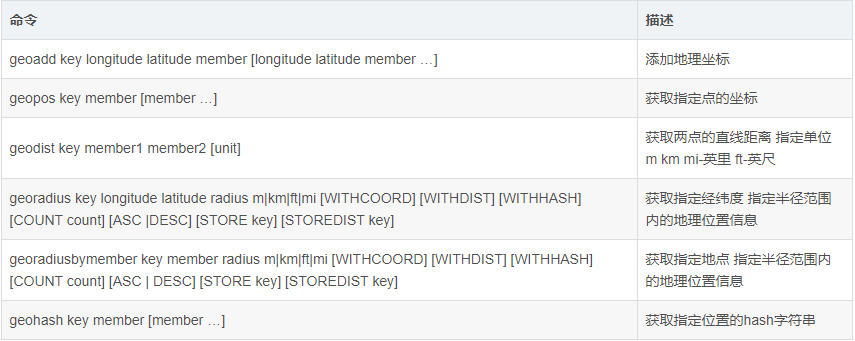 命令
描述
geoadd key longitude latitude member [longitude latitude member …]
添加地理坐标
geopos key member [member …]
获取指定点的坐标
geodist key member1 member2 [unit]
获取两点的直线距离 指定单位
m km mi-英里 ft-英尺
georadius key longitude latitude radius m|km|ft|mi [WITHCOORD] [WITHDIST] [WITHHASH]
[COUNT count] [ASC |DESC] [STORE key] [STOREDIST key]
获取指定经纬度 指定半径范围
内的地理位置信息
georadiusbymember key member radius m|km|ft|mi [WITHCOORD] [WITHDIST] [WITHHASH]
[COUNT count] [ASC | DESC] [STORE key] [STOREDIST key]
获取指定地点 指定半径范围内
的地理位置信息
geohash key member [member …]
获取指定位置的hash字符串